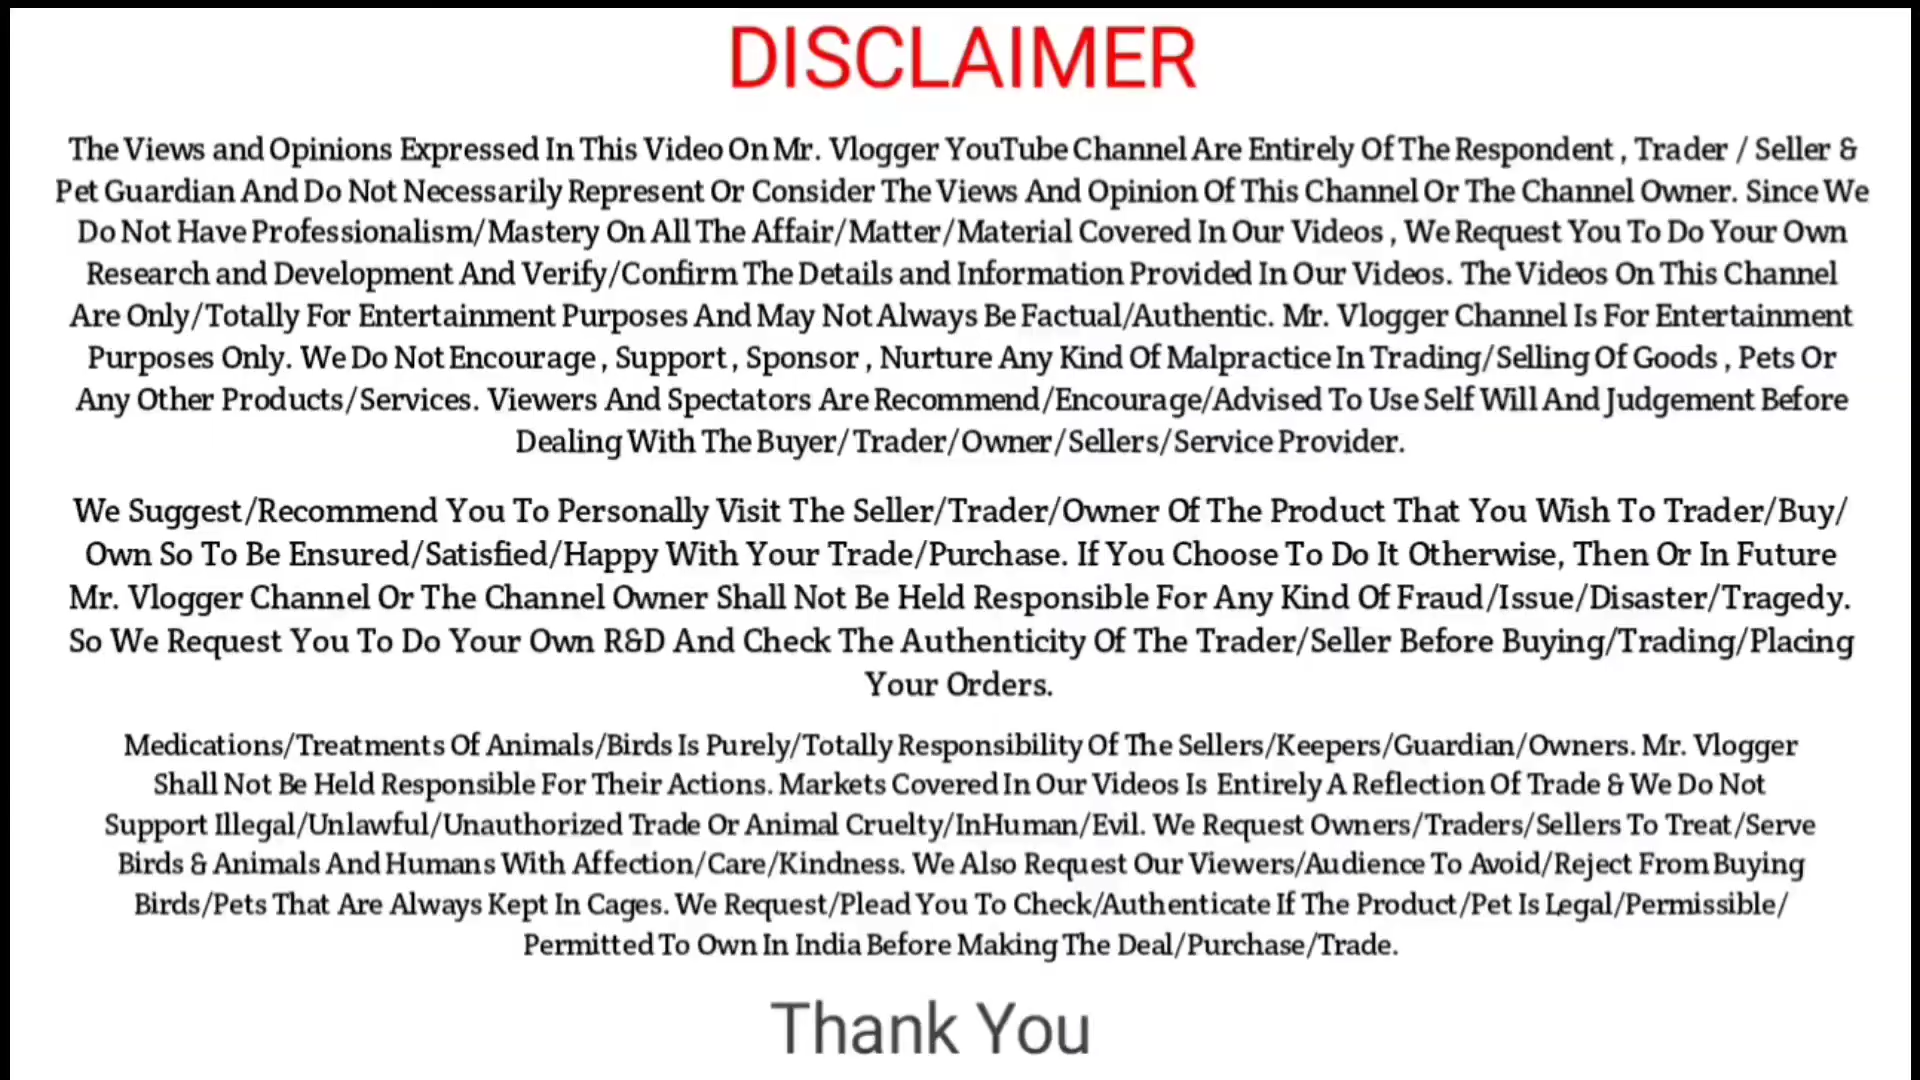 DISCLAIMER
The Views and Opinions Expressed In This Video On Mr. Vlogger YouTube Channel Are Entirely Of The Respondent , Trader / Seller &
Pet Guardian And Do Not Necessarily Represent Or Consider The Views And Opinion Of This Channel Or The Channel Owner. Since We
Do Not Have Professionalism/Mastery On All The Affair/Matter/Material Covered In Our Videos , We Request You To Do Your Own
Research and Development And Verify/Confirm The Details and Information Provided In Our Videos. The Videos On This Channel
Are Only/Totally For Entertainment Purposes And May Not Always Be Factual/Authentic. Mr. Vlogger Channel Is For Entertainment
Purposes Only. We Do Not Encourage , Support , Sponsor , Nurture Any Kind Of Malpractice In Trading/Selling Of Goods , Pets Or
Any Other Products/Services. Viewers And Spectators Are Recommend/Encourage/Advised To Use Self Will And Judgement Before
Dealing With The Buyer/Trader/Owner/Sellers/Service Provider.
We Suggest/Recommend You To Personally Visit The Seller/Trader/Owner Of The Product That You Wish To Trader/Buy/
Own So To Be Ensured/Satisfied/Happy With Your Trade/Purchase. If You Choose To Do It Otherwise, Then Or In Future
Mr. Vlogger Channel Or The Channel Owner Shall Not Be Held Responsible For Any Kind Of Fraud/Issue/Disaster/Tragedy.
So We Request You To Do Your Own R&D And Check The Authenticity Of The Trader/Seller Before Buying/Trading/Placing
Your Orders.
Medications/Treatments Of Animals/Birds Is Purely/Totally Responsibility Of The Sellers/Keepers/Guardian/Owners. Mr. Vlogger
Shall Not Be Held Responsible For Their Actions. Markets Covered In Our Videos Is Entirely A Reflection Of Trade & We Do Not
Support Illegal/Unlawful/Unauthorized Trade Or Animal Cruelty/InHuman/Evil. We Request Owners/Traders/Sellers To Treat/Serve
Birds & Animals And Humans With Affection/Care/Kindness. We Also Request Our Viewers/Audience To Avoid/Reject From Buying
Birds/Pets That Are Always Kept In Cages. We Request/Plead You To Check/Authenticate If The Product/Pet Is Legal/Permissible/
Permitted To Own In India Before Making The Deal/Purchase/Trade.
Thank You